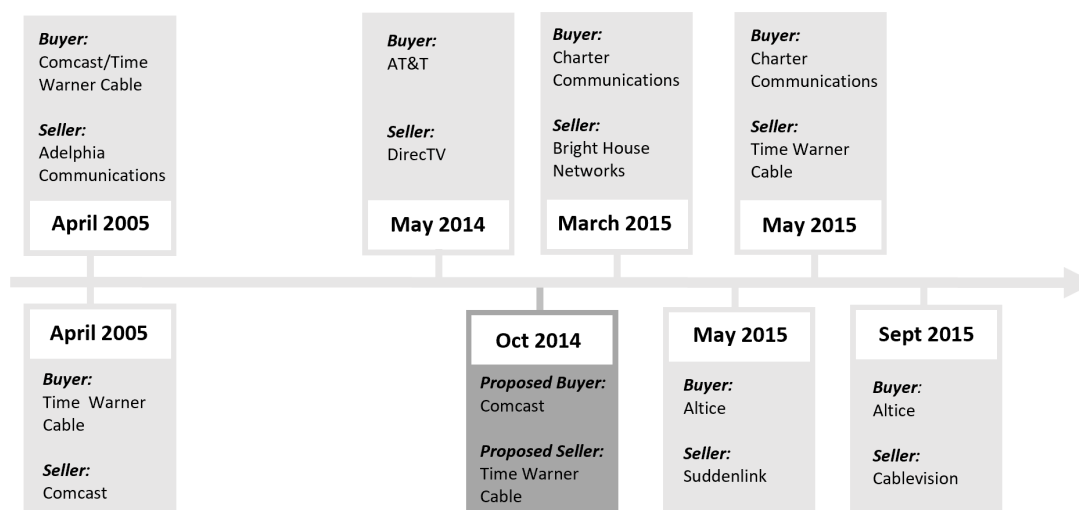 Buyer:
Comcast/Time
Warner Cable
Seller:
Adelphia
Communications
April 2005
Buyer:
AT&T
Seller:
DirecTV
May 2014
Buyer:
Charter
Communications
Seller:
Bright House
Networks
March 2015
Buyer:
Charter
Communications
Seller:
Time Warner
Cable
May 2015
April 2005
Buyer:
Time Warner
Cable
Seller:
Comcast
Oct 2014
Proposed Buyer:
Comcast
Proposed Seller:
Time Warner
Cable
May 2015
Buyer:
Altice
Seller:
Suddenlink
Sept 2015
Buyer:
Altice
Seller:
Cablevision